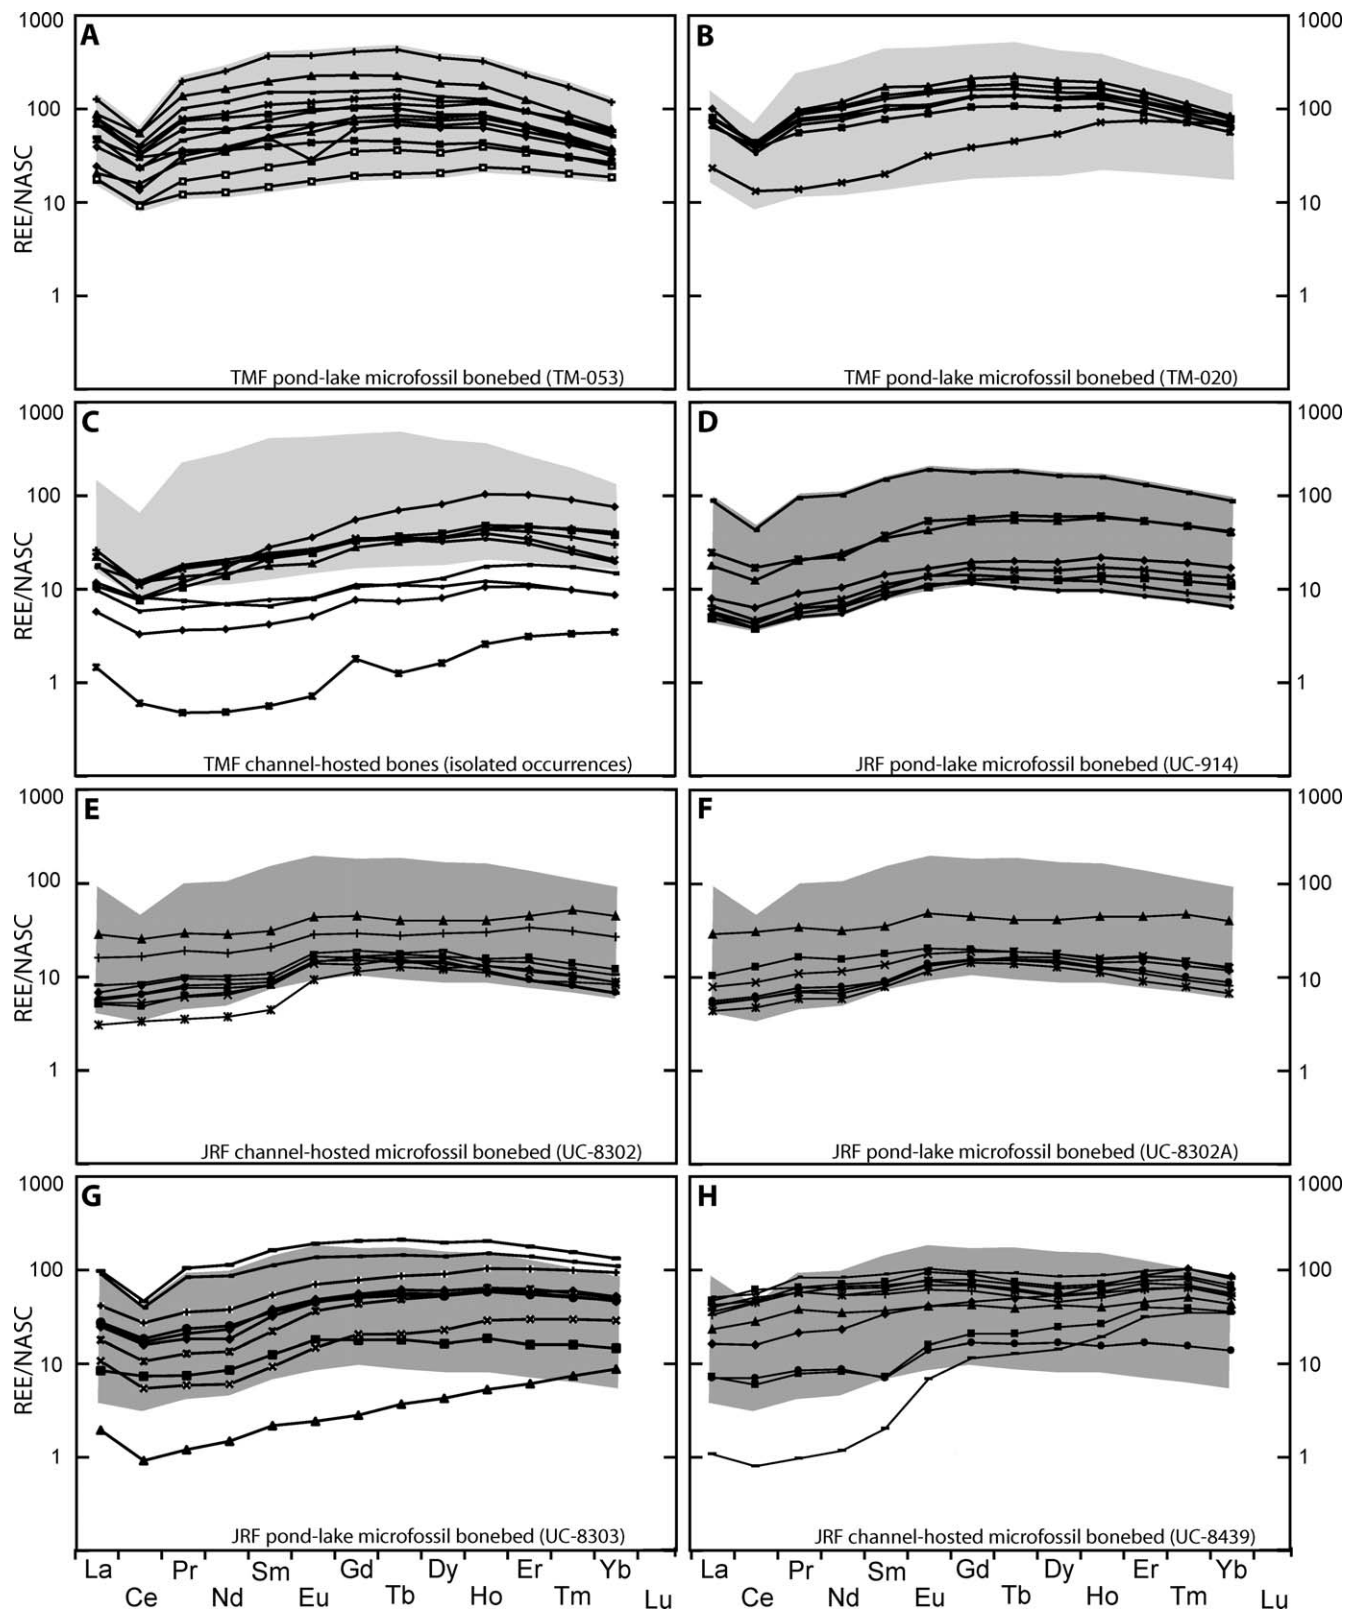 1000
A
100
10
1
REE/NASC
TMF pond-lake microfossil bonebed (TM-053)
B
1000
100
10
1
TMF pond-lake microfossil bonebed (TM-020)
1000
C
100
10
1
REE/NASC
TMF channel-hosted bones (isolated occurrences)
D
1000
100
10
1
JRF pond-lake microfossil bonebed (UC-914)
1000
E
100
10
1
REE/NASC
JRF channel-hosted microfossil bonebed (UC-8302)
F
1000
100
10
1
JRF pond-lake microfossil bonebed (UC-8302A)
1000
G
100
10
1
REE/NASC
JRF pond-lake microfossil bonebed (UC-8303)
H
1000
100
10
1
JRF channel-hosted microfossil bonebed (UC-8439)
La Ce Pr Nd Sm Eu Gd Tb Dy Ho Er Tm Yb Lu
La Ce Pr Nd Sm Eu Gd Tb Dy Ho Er Tm Yb Lu